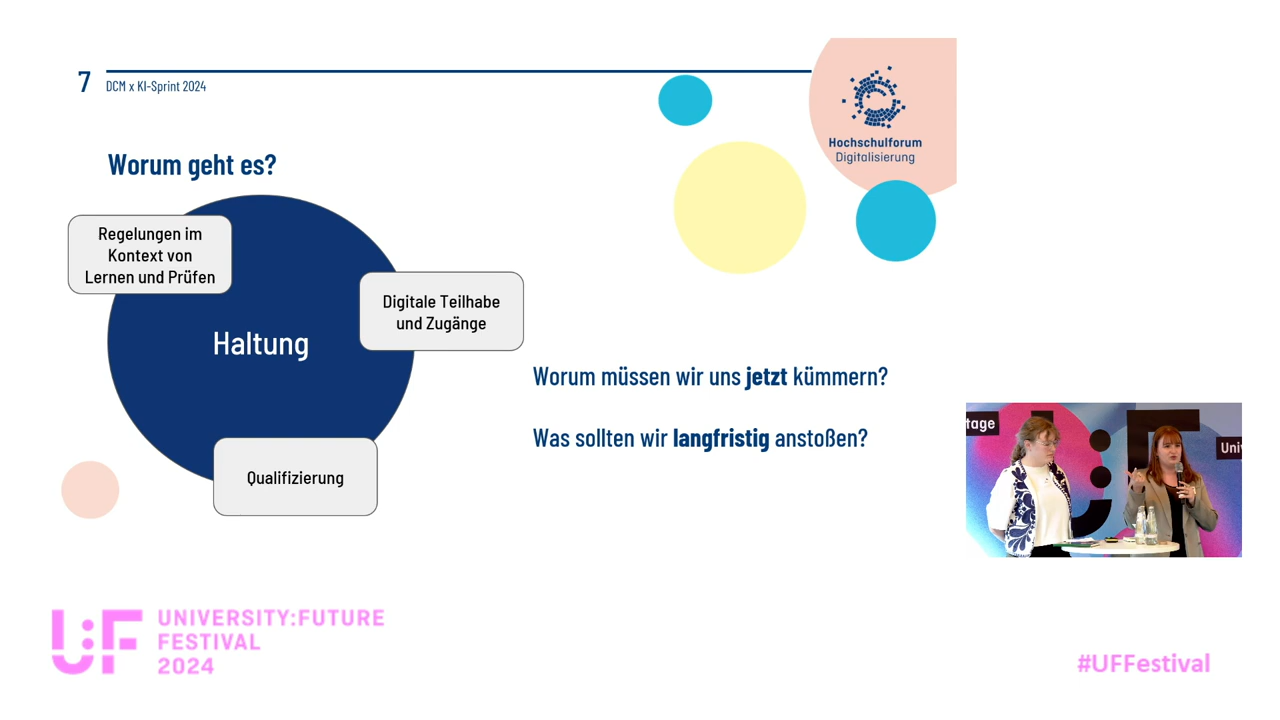 7
DCM x KI-Sprint 2024
Hochschulforum
Digitalisierung
Worum geht es?
Regelungen im
Kontext von
Lernen und Prüfen
Digitale Teilhabe
und Zugänge
Haltung
Qualifizierung
Worum müssen wir uns jetzt kümmern?
Was sollten wir langfristig anstoßen?
tage
Uni
U:F
UNIVERSITY:FUTURE
FESTIVAL
2024
#UFFestival